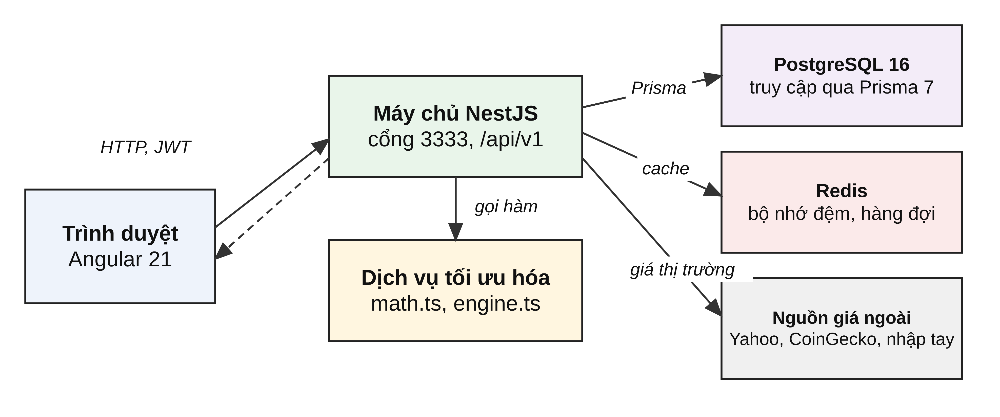 HTTP, JWT
Trình duyệt
Angular 21
Máy chủ NestJS
cổng 3333, /api/v1
gọi hàm
Dịch vụ tối ưu hóa
math.ts, engine.ts
Prisma
PostgreSQL 16
truy cập qua Prisma 7
cache
Redis
bộ nhớ đệm, hàng đợi
giá thị trường
Nguồn giá ngoài
Yahoo, CoinGecko, nhập tay